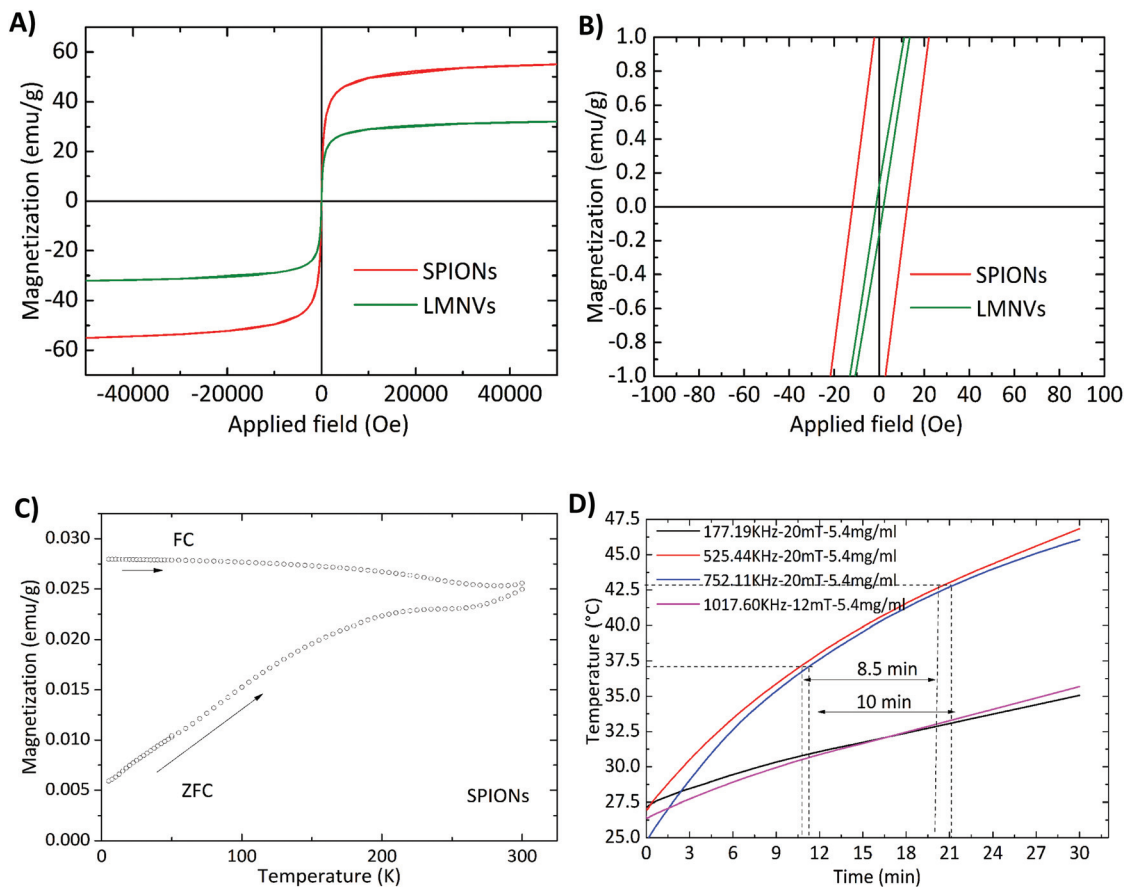 A)
60
40
20
0
-20
-40
-60
Magnetization (emu/g)
SPIONs
LMNVs
-40000 -20000 0 20000 40000
Applied field (Oe)
B)
1.0
0.8
0.6
0.4
0.2
0.0
-0.2
-0.4
-0.6
-0.8
-1.0
Magnetization (emu/g)
SPIONs
LMNVs
-100 -80 -60 -40 -20 0 20 40 60 80 100
Applied field (Oe)
C)
0.030
0.025
0.020
0.015
0.010
0.005
0.000
Magnetization (emu/g)
FC
ZFC
SPIONs
0 100 200 300
Temperature (K)
D)
47.5
45.0
42.5
40.0
37.5
35.0
32.5
30.0
27.5
25.0
Temperature (°C)
177.19KHz-20mT-5.4mg/ml
525.44KHz-20mT-5.4mg/ml
752.11KHz-20mT-5.4mg/ml
1017.60KHz-12mT-5.4mg/ml
8.5 min
10 min
0 3 6 9 12 15 18 21 24 27 30
Time (min)